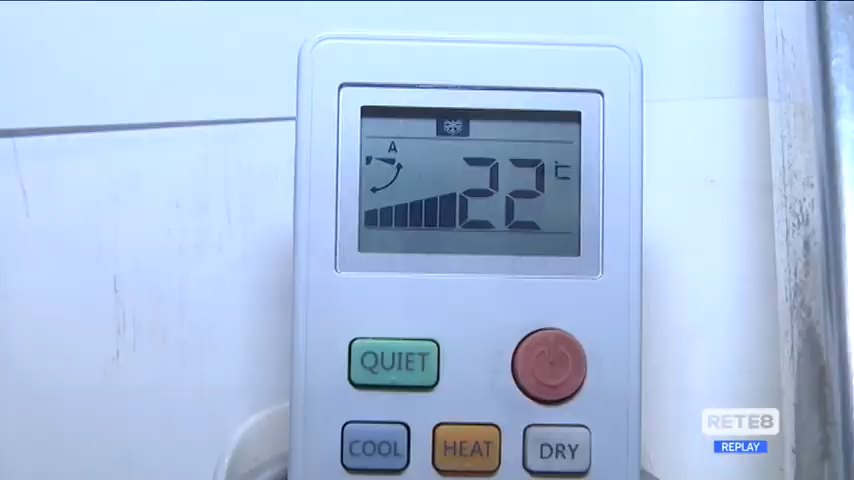 A
22 °C
QUIET
COOL HEAT DRY
RETE8
REPLAY